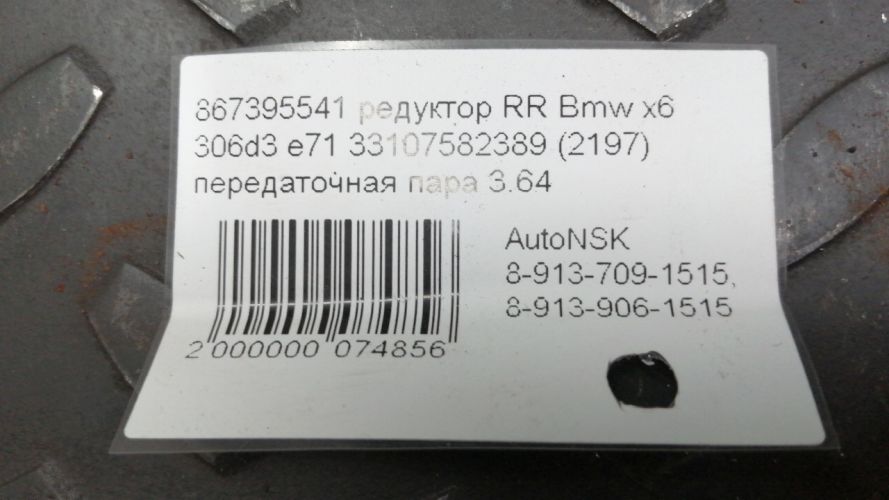 867395541 редуктор RR Bmw x6
306d3 e71 33107582389 (2197)
передаточная пара 3.64
AutoNSK
8-913-709-1515,
8-913-906-1515
2 000000 074856